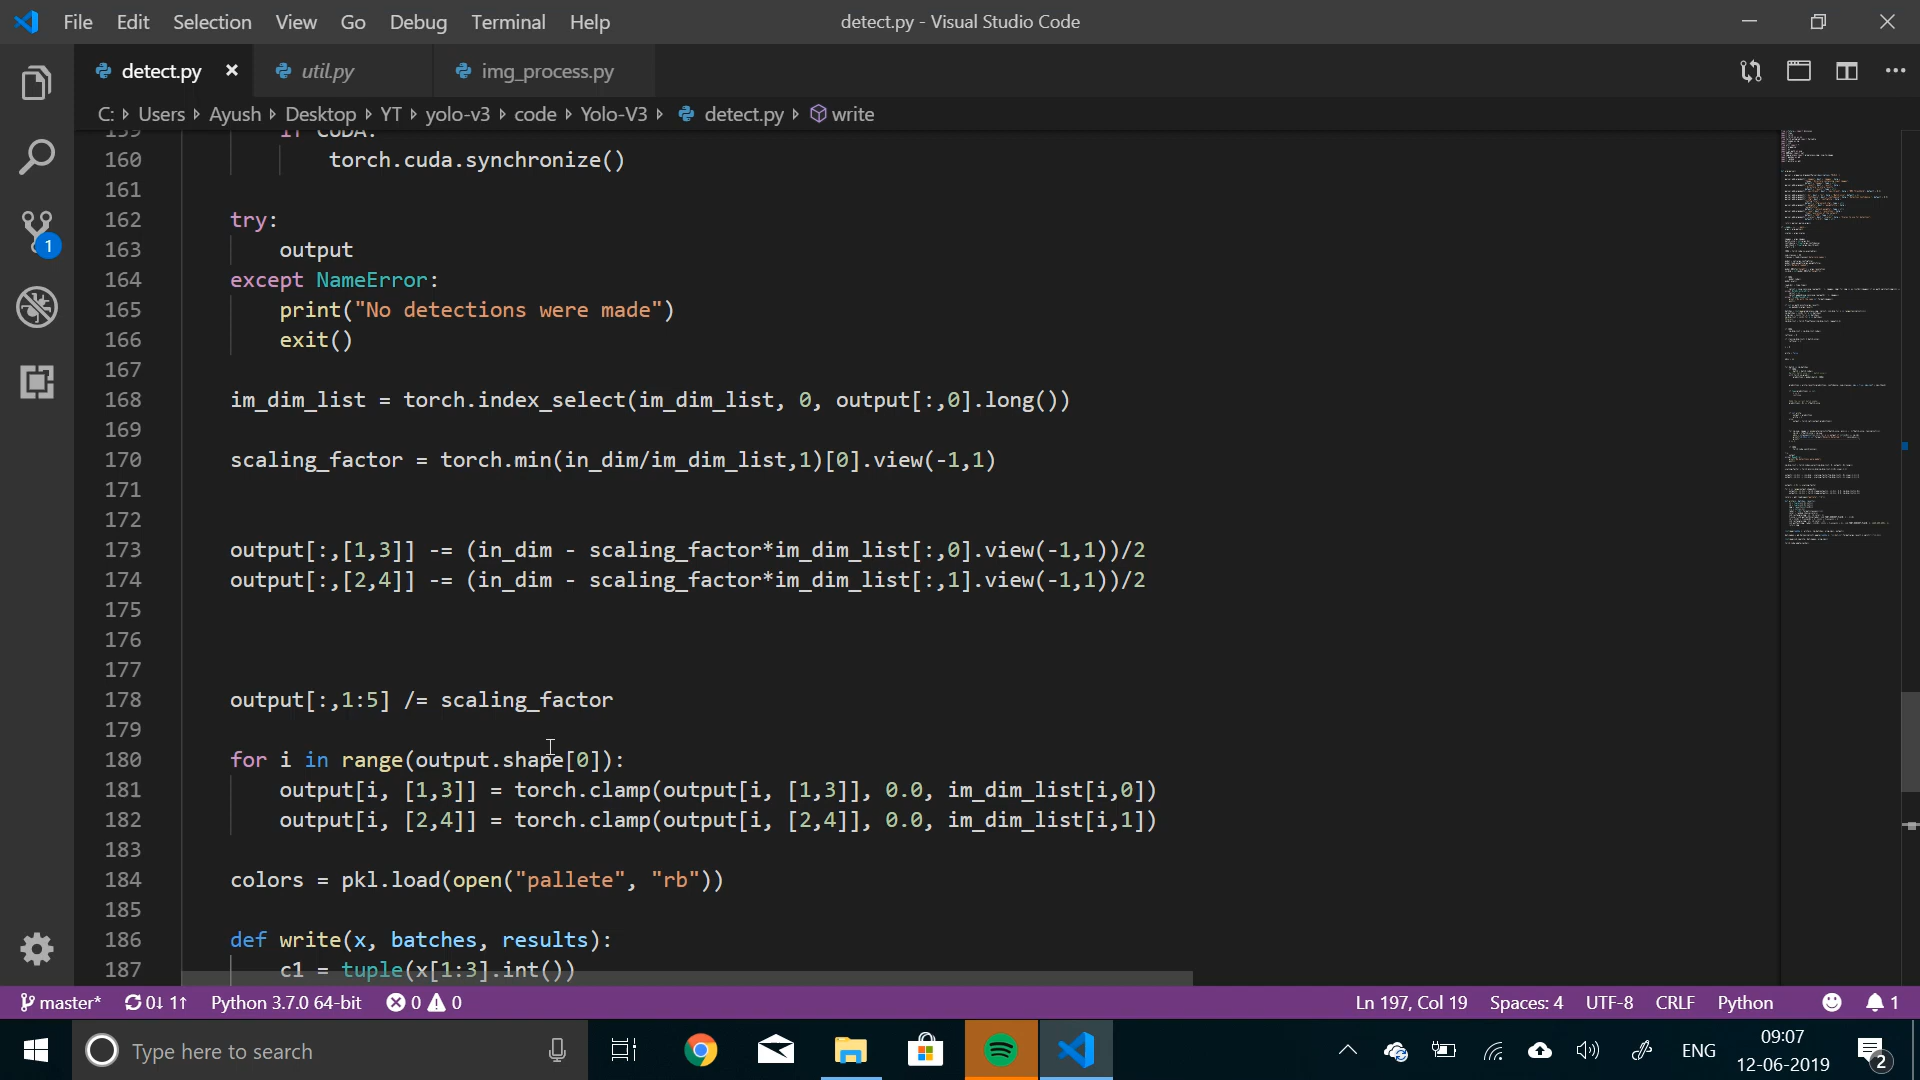 File Edit Selection View Go Debug Terminal Help detect.py - Visual Studio Code
detect.py util.py img_process.py
C: Users Ayush Desktop YT yolo-v3 code Yolo-V3 detect.py write
159 if CUDA:
160 torch.cuda.synchronize()
161
162 try:
163 output
164 except NameError:
165 print("No detections were made")
166 exit()
167
168 im_dim_list = torch.index_select(im_dim_list, 0, output[:,0].long())
169
170 scaling_factor = torch.min(in_dim/im_dim_list,1)[0].view(-1,1)
171
172
173 output[:,[1,3]] -= (in_dim - scaling_factor*im_dim_list[:,0].view(-1,1))/2
174 output[:,[2,4]] -= (in_dim - scaling_factor*im_dim_list[:,1].view(-1,1))/2
175
176
177
178 output[:,1:5] /= scaling_factor
179
180 for i in range(output.shape[0]):
181 output[i, [1,3]] = torch.clamp(output[i, [1,3]], 0.0, im_dim_list[i,0])
182 output[i, [2,4]] = torch.clamp(output[i, [2,4]], 0.0, im_dim_list[i,1])
183
184 colors = pkl.load(open("pallete", "rb"))
185
186 def write(x, batches, results):
187 c1 = tuple(x[1:3].int())
1
master* 0↓ 1↑ Python 3.7.0 64-bit 0 0 Ln 197, Col 19 Spaces: 4 UTF-8 CRLF Python 1
Type here to search ENG 09:07
12-06-2019 2